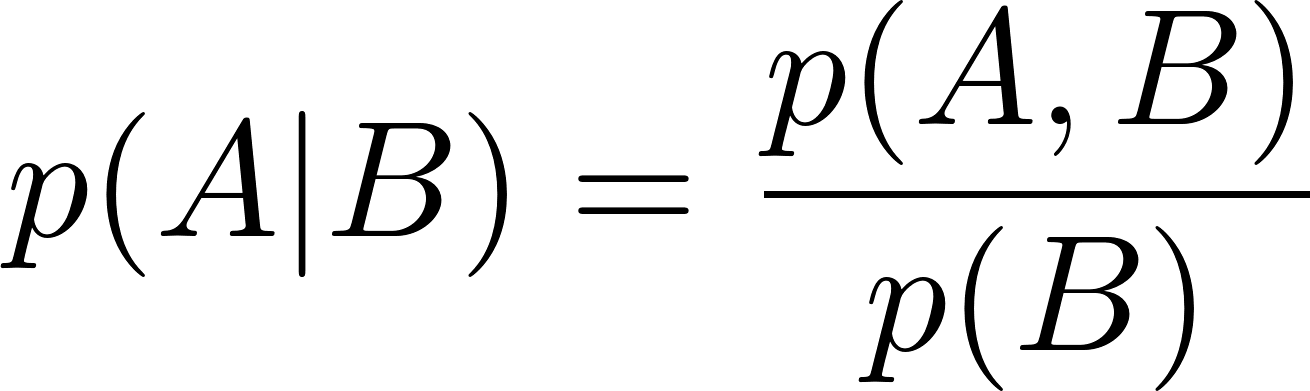 p(A|B) = p(A, B) / p(B)